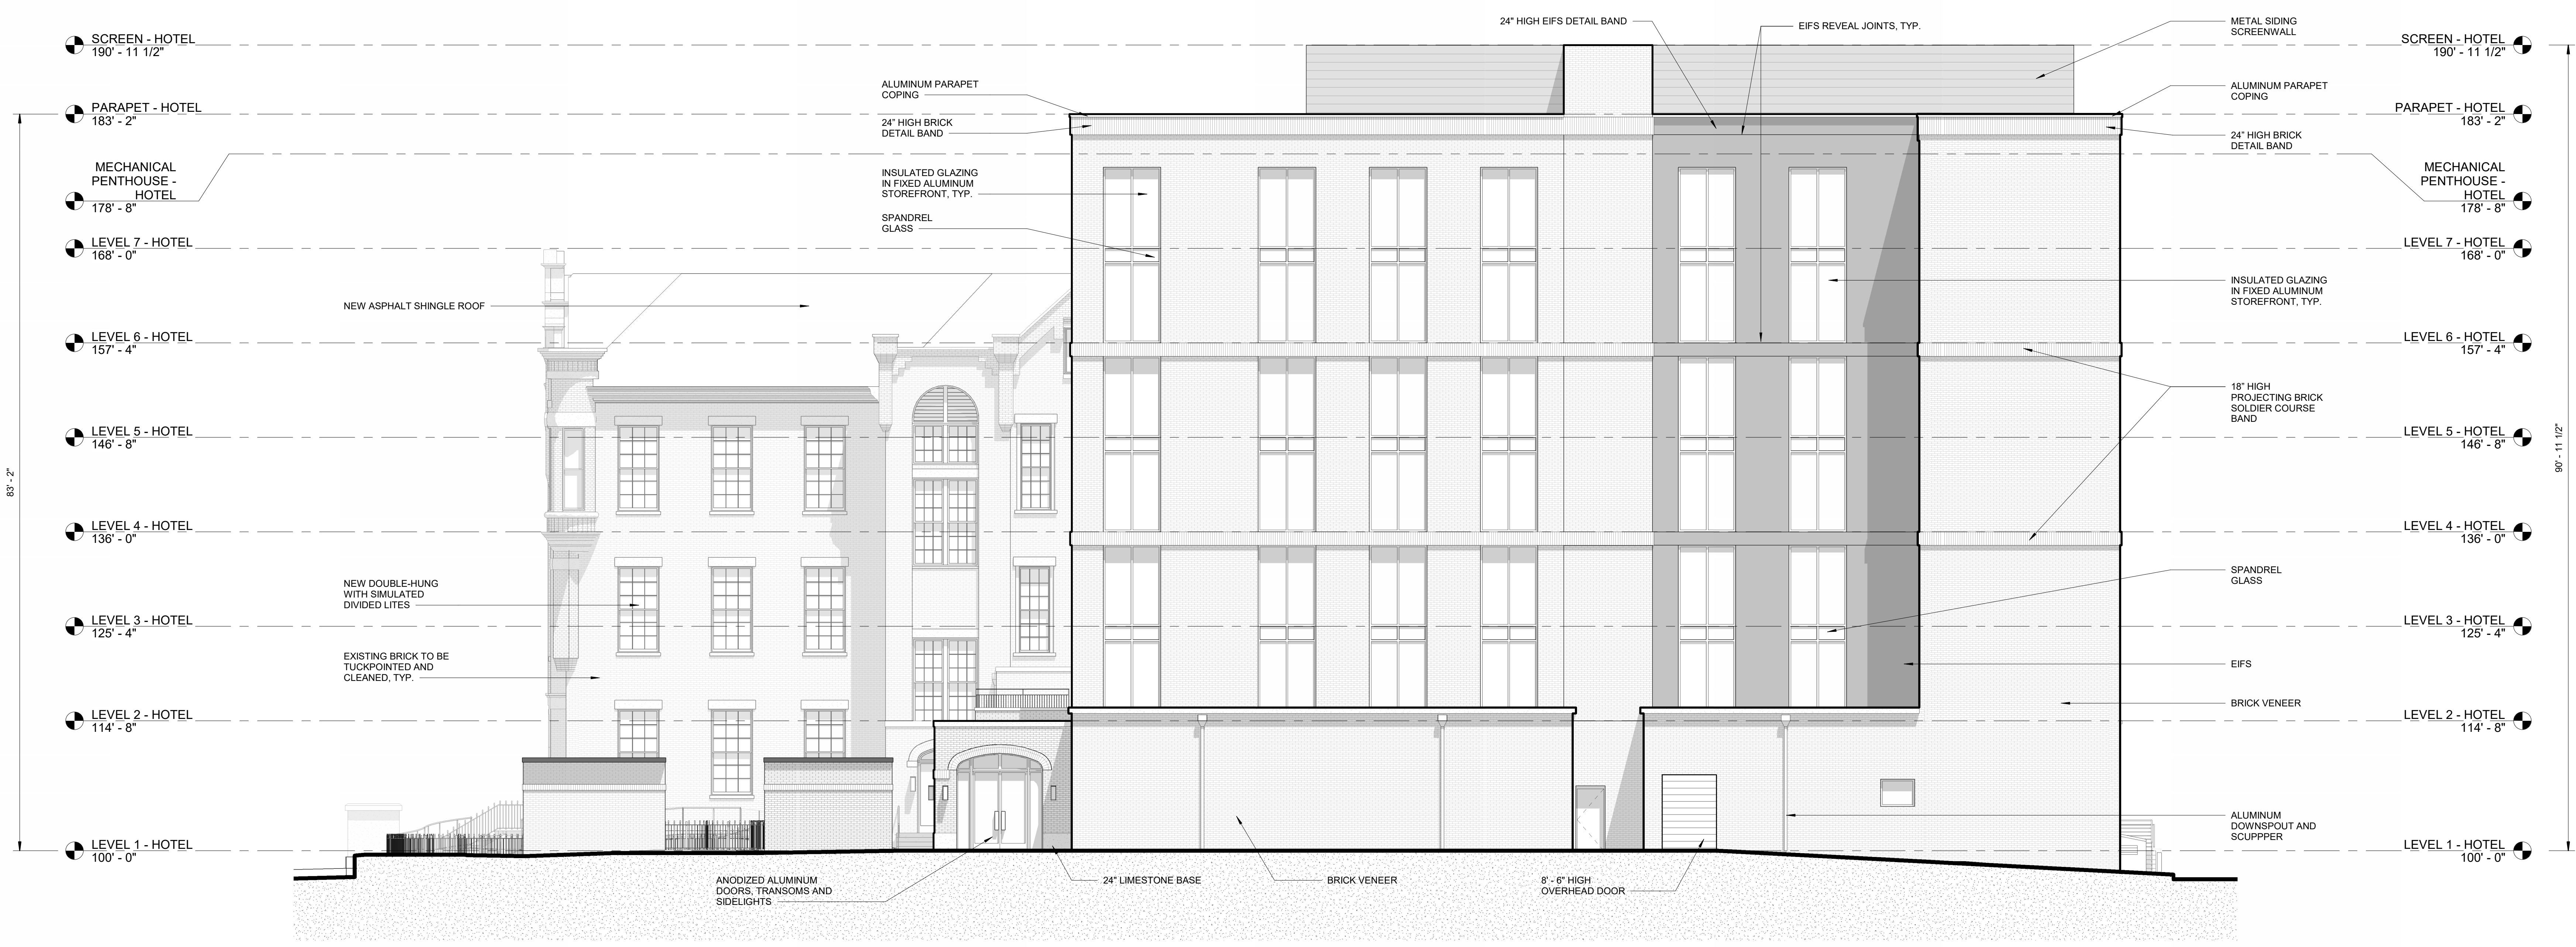 SCREEN - HOTEL
190' - 11 1/2"
PARAPET - HOTEL
183' - 2"
MECHANICAL
PENTHOUSE -
HOTEL
178' - 8"
LEVEL 7 - HOTEL
168' - 0"
LEVEL 6 - HOTEL
157' - 4"
LEVEL 5 - HOTEL
146' - 8"
LEVEL 4 - HOTEL
136' - 0"
LEVEL 3 - HOTEL
125' - 4"
LEVEL 2 - HOTEL
114' - 8"
LEVEL 1 - HOTEL
100' - 0"
83' - 2"
NEW ASPHALT SHINGLE ROOF
NEW DOUBLE-HUNG
WITH SIMULATED
DIVIDED LITES
EXISTING BRICK TO BE
TUCKPOINTED AND
CLEANED, TYP.
ALUMINUM PARAPET
COPING
24" HIGH BRICK
DETAIL BAND
INSULATED GLAZING
IN FIXED ALUMINUM
STOREFRONT, TYP.
SPANDREL
GLASS
24" HIGH EIFS DETAIL BAND
EIFS REVEAL JOINTS, TYP.
ANODIZED ALUMINUM
DOORS, TRANSOMS AND
SIDELIGHTS
24" LIMESTONE BASE
BRICK VENEER
8' - 6" HIGH
OVERHEAD DOOR
METAL SIDING
SCREENWALL
ALUMINUM PARAPET
COPING
24" HIGH BRICK
DETAIL BAND
INSULATED GLAZING
IN FIXED ALUMINUM
STOREFRONT, TYP.
18" HIGH
PROJECTING BRICK
SOLDIER COURSE
BAND
SPANDREL
GLASS
EIFS
BRICK VENEER
ALUMINUM
DOWNSPOUT AND
SCUPPPER
SCREEN - HOTEL
190' - 11 1/2"
PARAPET - HOTEL
183' - 2"
MECHANICAL
PENTHOUSE -
HOTEL
178' - 8"
LEVEL 7 - HOTEL
168' - 0"
LEVEL 6 - HOTEL
157' - 4"
LEVEL 5 - HOTEL
146' - 8"
LEVEL 4 - HOTEL
136' - 0"
LEVEL 3 - HOTEL
125' - 4"
LEVEL 2 - HOTEL
114' - 8"
LEVEL 1 - HOTEL
100' - 0"
90' - 11 1/2"